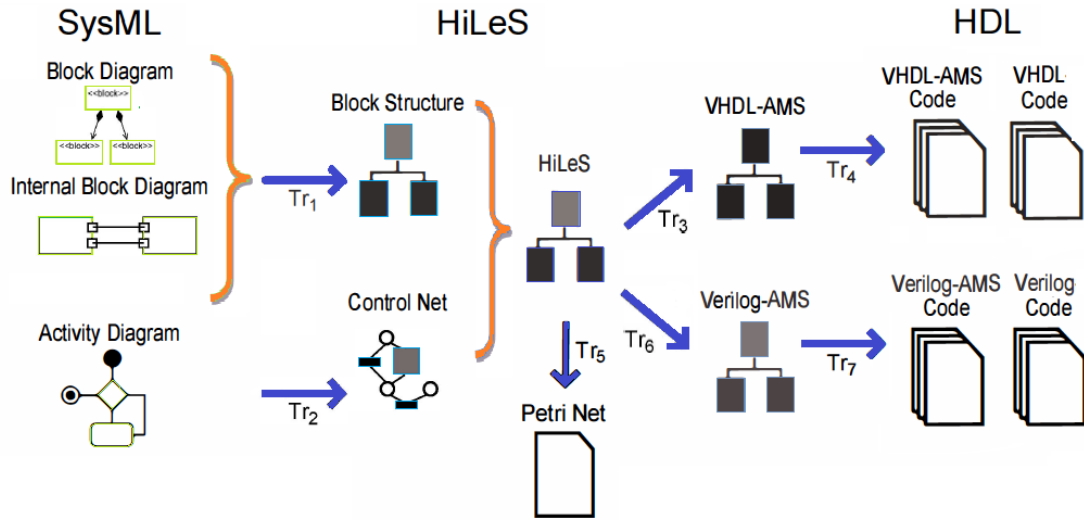 SysML
HiLeS
HDL
Block Diagram
<<block>>
<<block>>
<<block>>
Internal Block Diagram
Activity Diagram
Tr1
Tr2
Block Structure
Control Net
HiLeS
Tr3
Tr5
Tr6
Petri Net
VHDL-AMS
Verilog-AMS
Tr4
Tr7
VHDL-AMS
Code
VHDL-
Code
Verilog-AMS
Code
Verilog-
Code